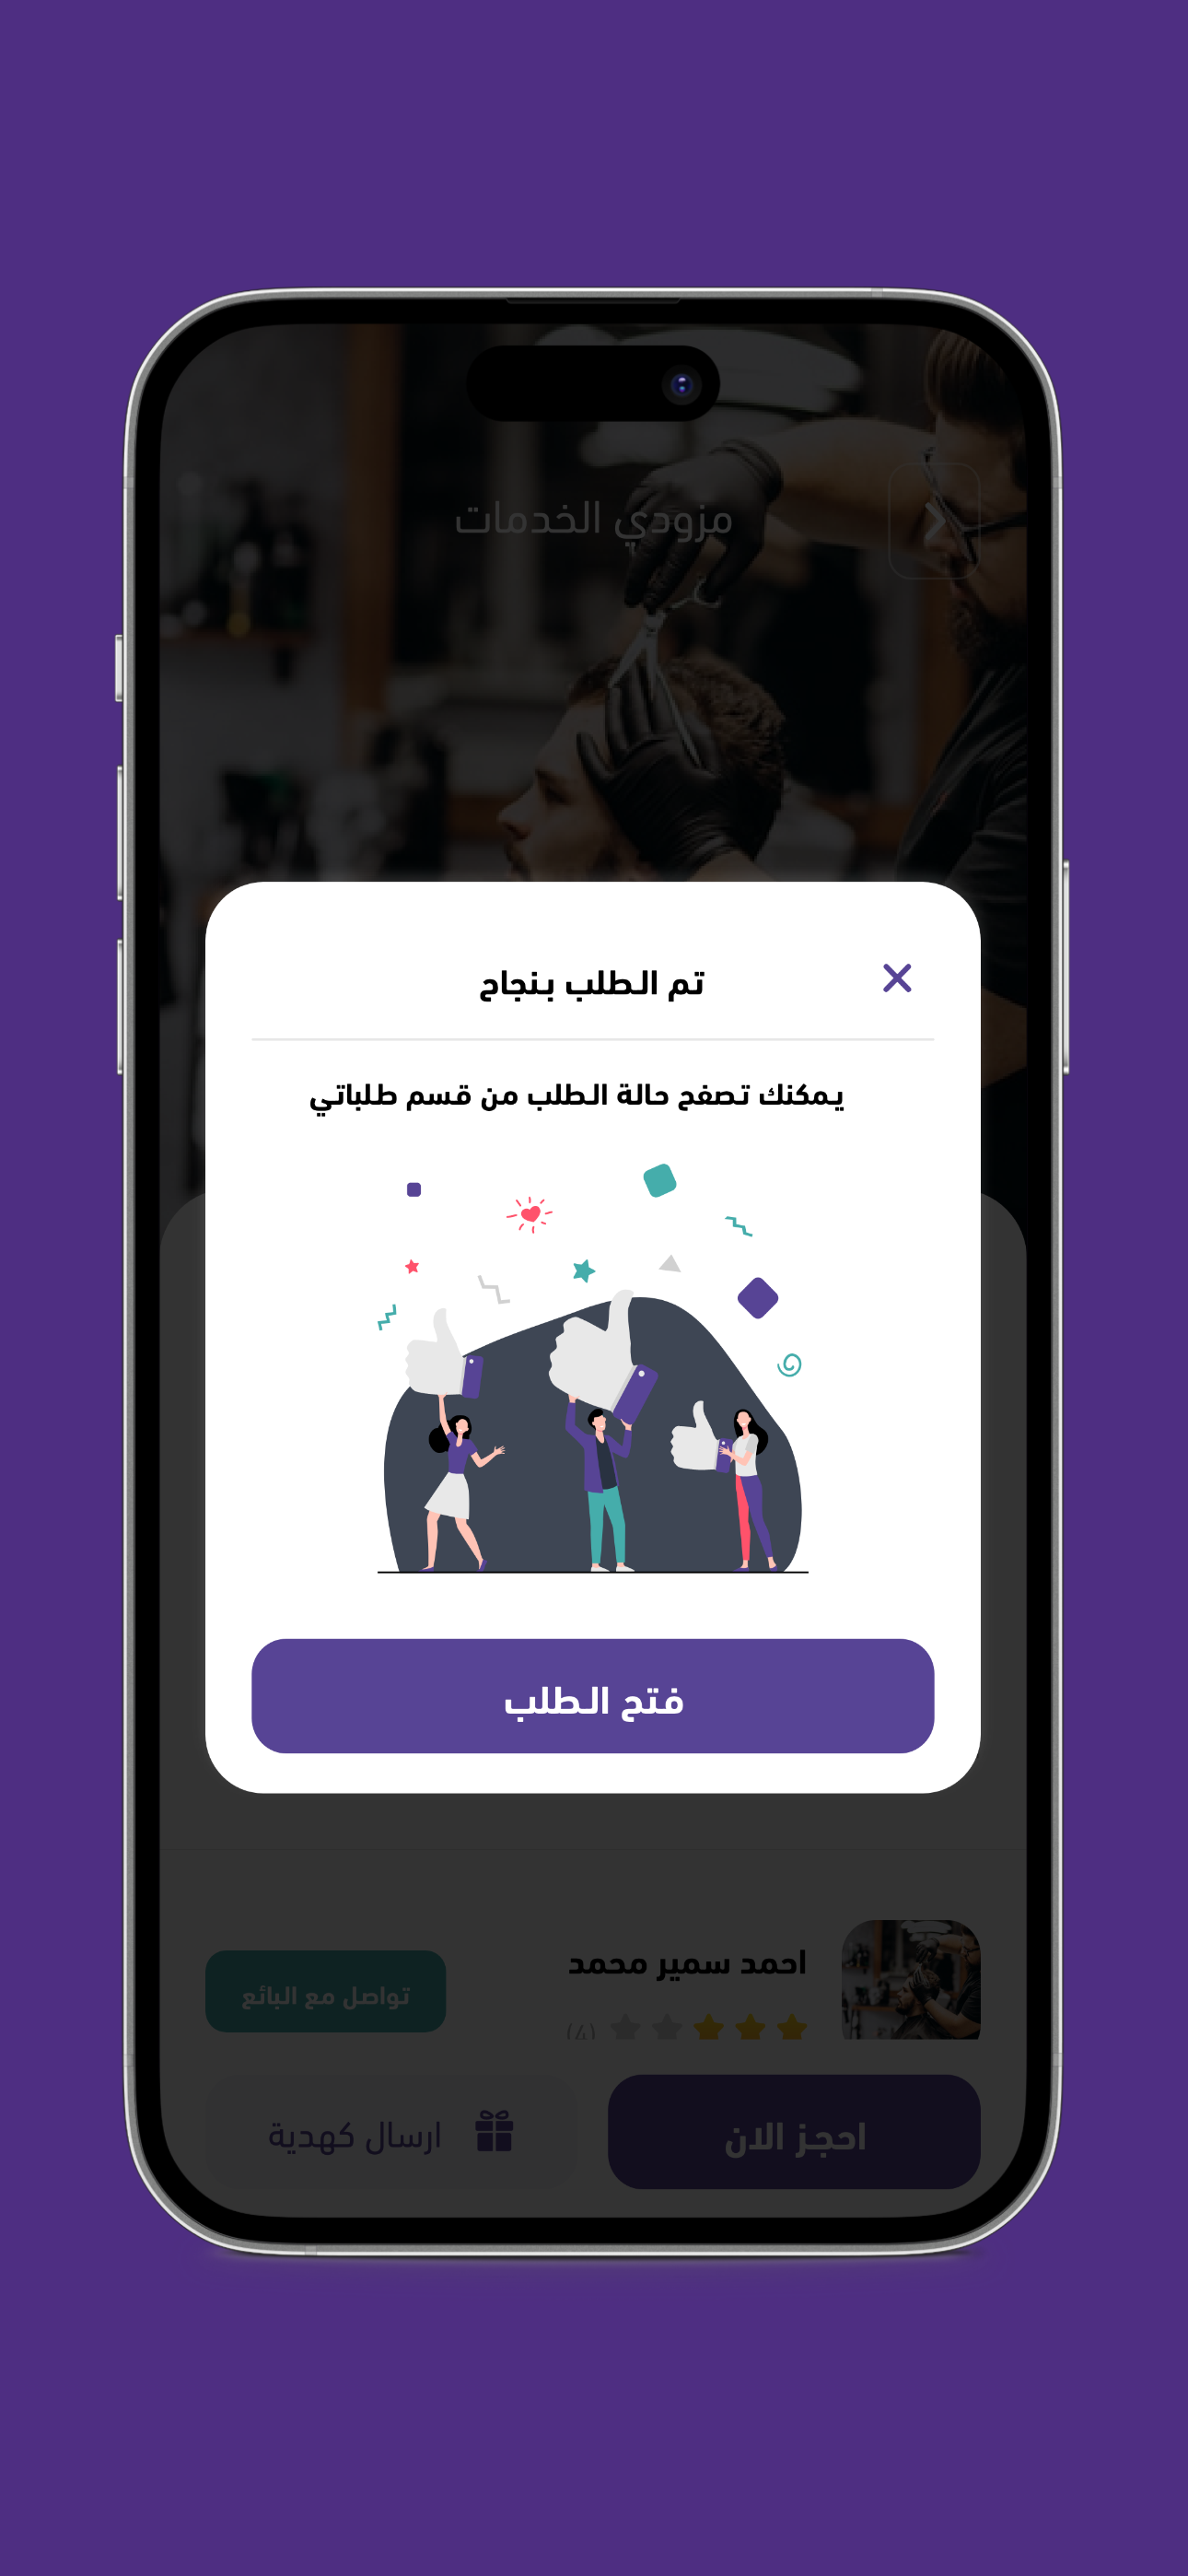 مزودي الخدمات
تم الطلب بنجاح
يمكنك تصفح حالة الطلب من قسم طلباتي
فتح الطلب
احمد سمير محمد
تواصل مع البائع
احجز الان
ارسال كهدية